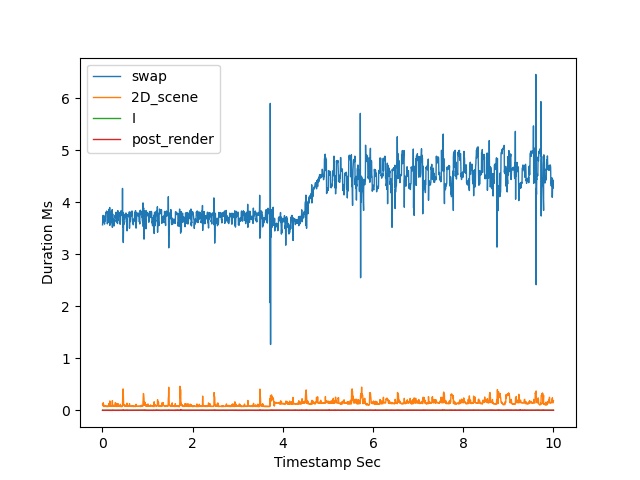 swap
2D_scene
I
post_render
6
5
4
3
2
1
0
Duration Ms
0 2 4 6 8 10
Timestamp Sec